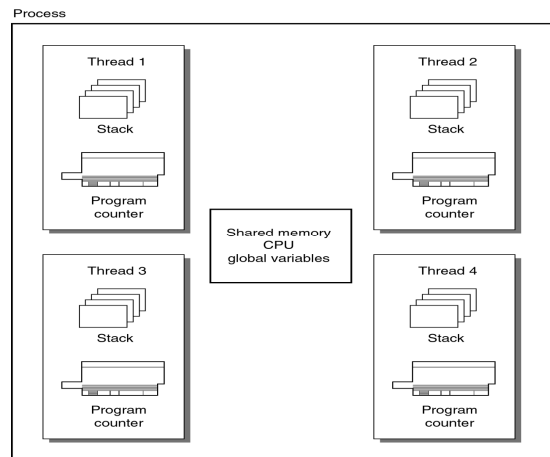 Process
Thread 1
Stack
Program
counter
Thread 2
Stack
Program
counter
Shared memory
CPU
global variables
Thread 3
Stack
Program
counter
Thread 4
Stack
Program
counter